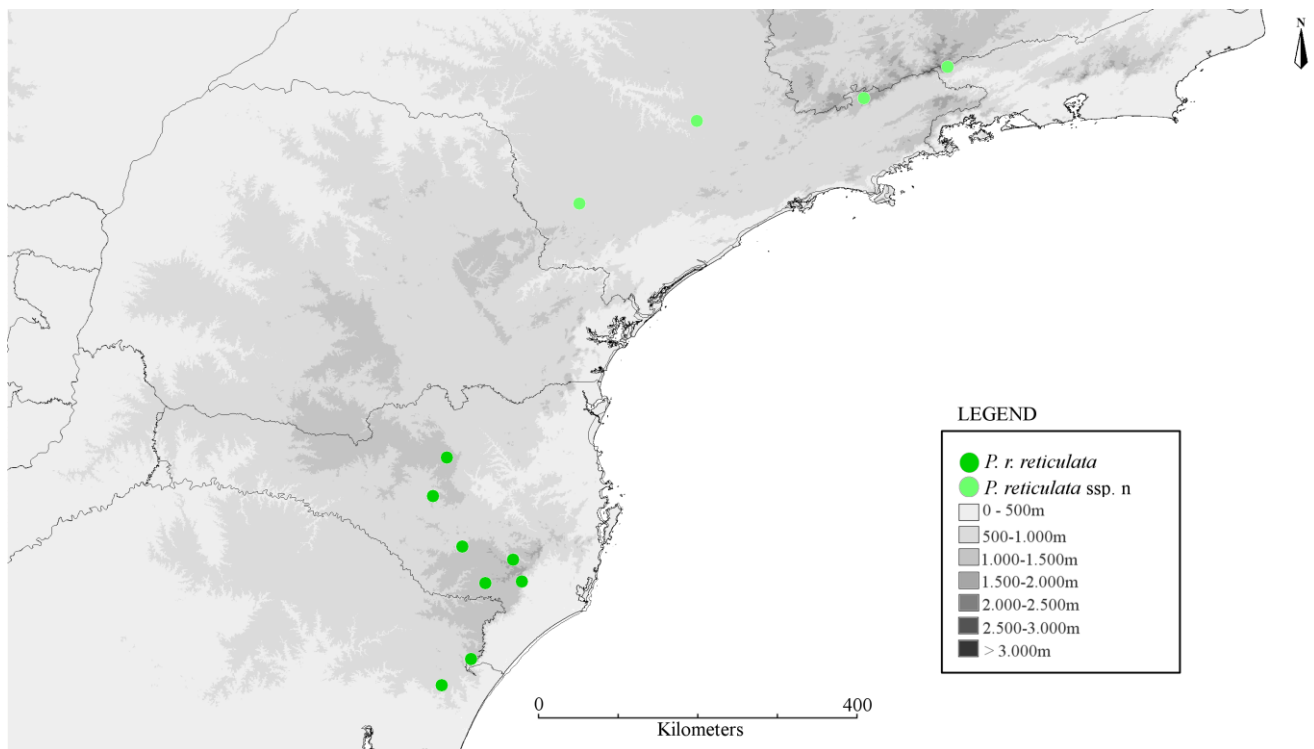 N
LEGEND
P. r. reticulata
P. reticulata ssp. n
0 - 500m
500-1.000m
1.000-1.500m
1.500-2.000m
2.000-2.500m
2.500-3.000m
> 3.000m
0 400
Kilometers